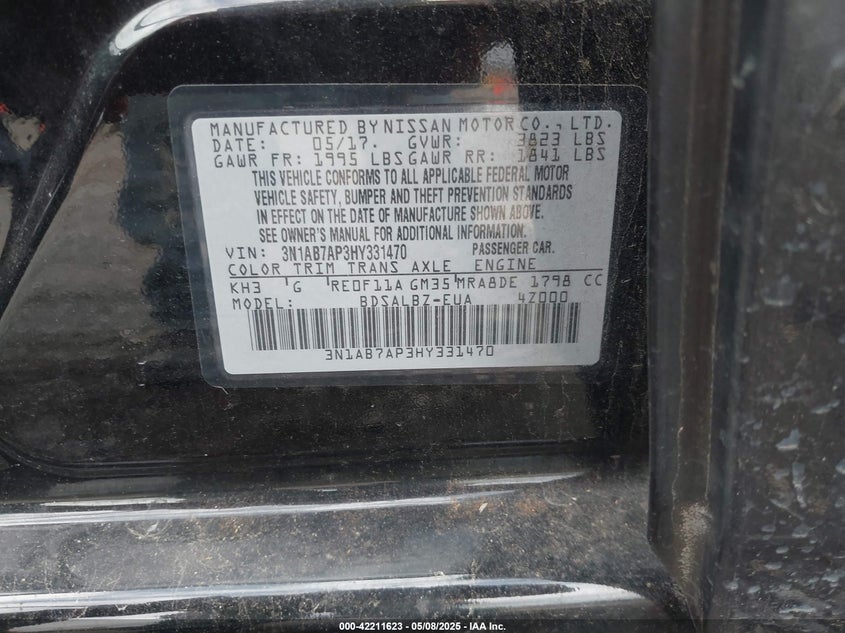 MANUFACTURED BY NISSAN MOTOR CO., LTD.
DATE: 05/17. GVWR: 3823 LBS
GAWR FR: 1995 LBS GAWR RR: 1841 LBS
THIS VEHICLE CONFORMS TO ALL APPLICABLE FEDERAL MOTOR
VEHICLE SAFETY, BUMPER AND THEFT PREVENTION STANDARDS
IN EFFECT ON THE DATE OF MANUFACTURE SHOWN ABOVE.
SEE OWNER'S MANUAL FOR ADDITIONAL INFORMATION.
VIN: 3N1AB7AP3HY331470 PASSENGER CAR.
COLOR TRIM TRANS AXLE ENGINE
KH3 G RE0F11A GM35 MRA8DE 1798 CC
MODEL: BDSALBZ-EUA 4Z000
3N1AB7AP3HY331470
000-42211623 - 05/08/2025 - IAA Inc.